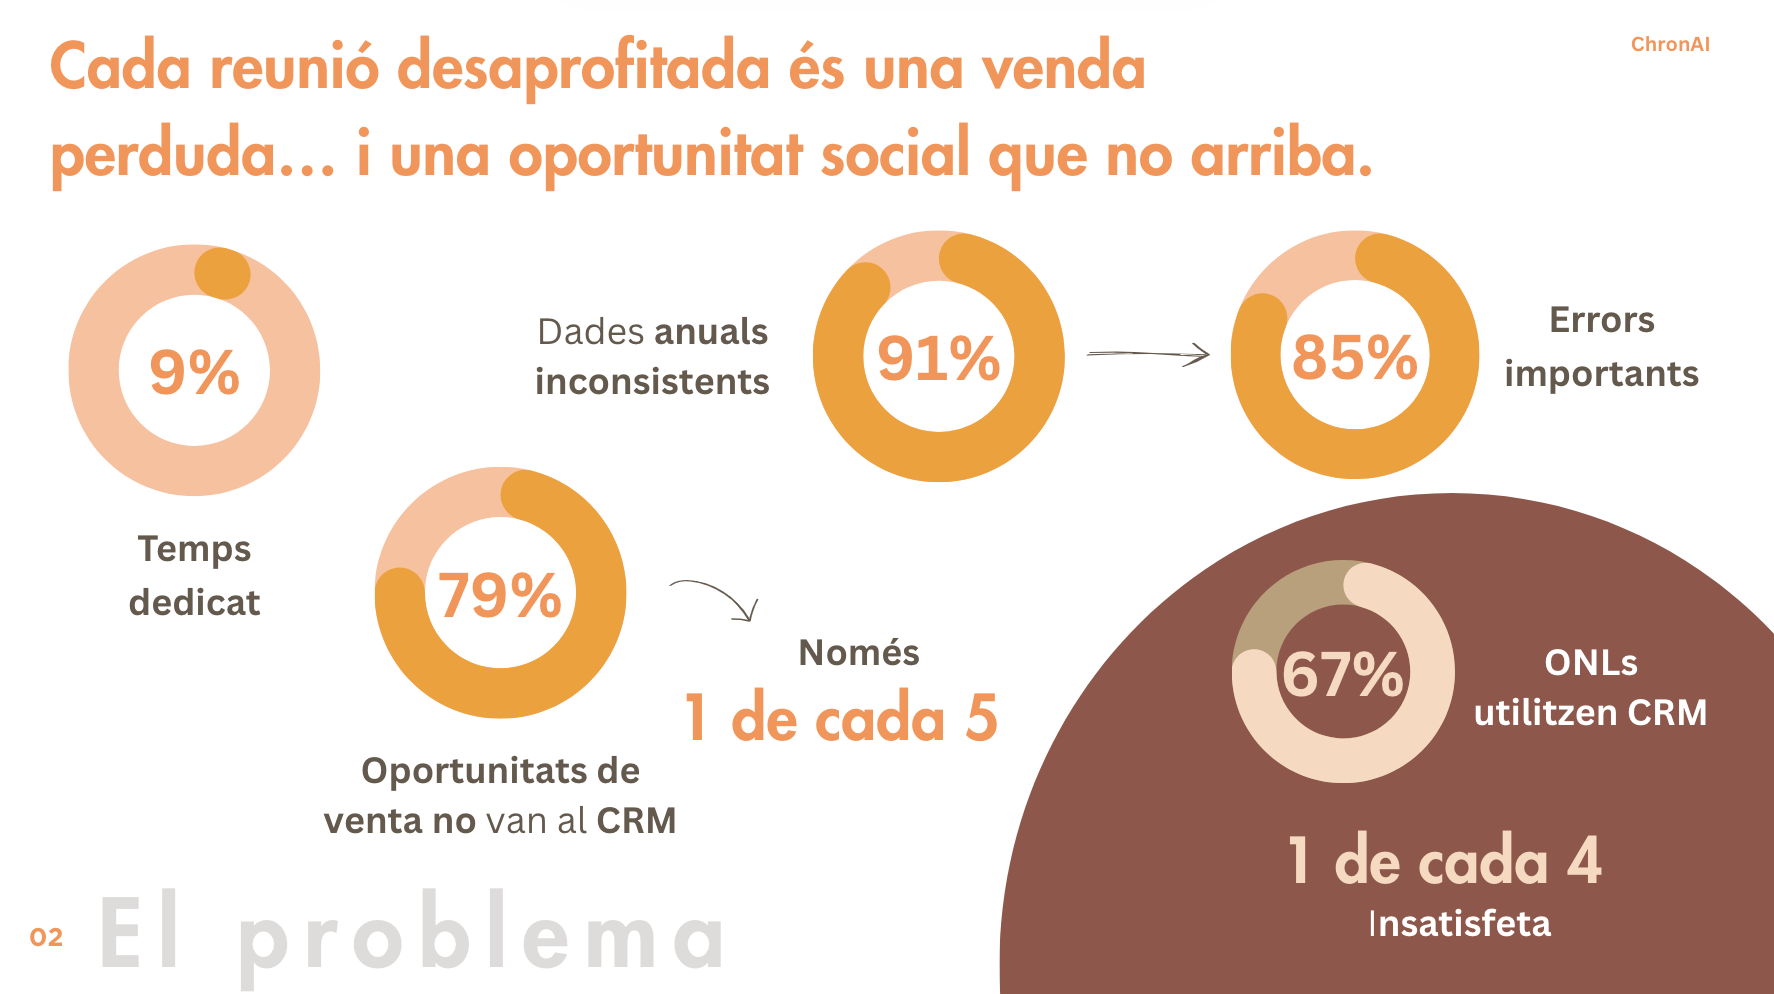 Cada reunió desaprofitada és una venda
perduda... i una oportunitat social que no arriba.
ChronAI
9%
Temps
dedicat
Dades anuals
inconsistents
91%
85%
Errors
importants
79%
Oportunitats de
venta no van al CRM
Només
1 de cada 5
67%
ONLs
utilitzen CRM
1 de cada 4
Insatisfeta
02
El problema